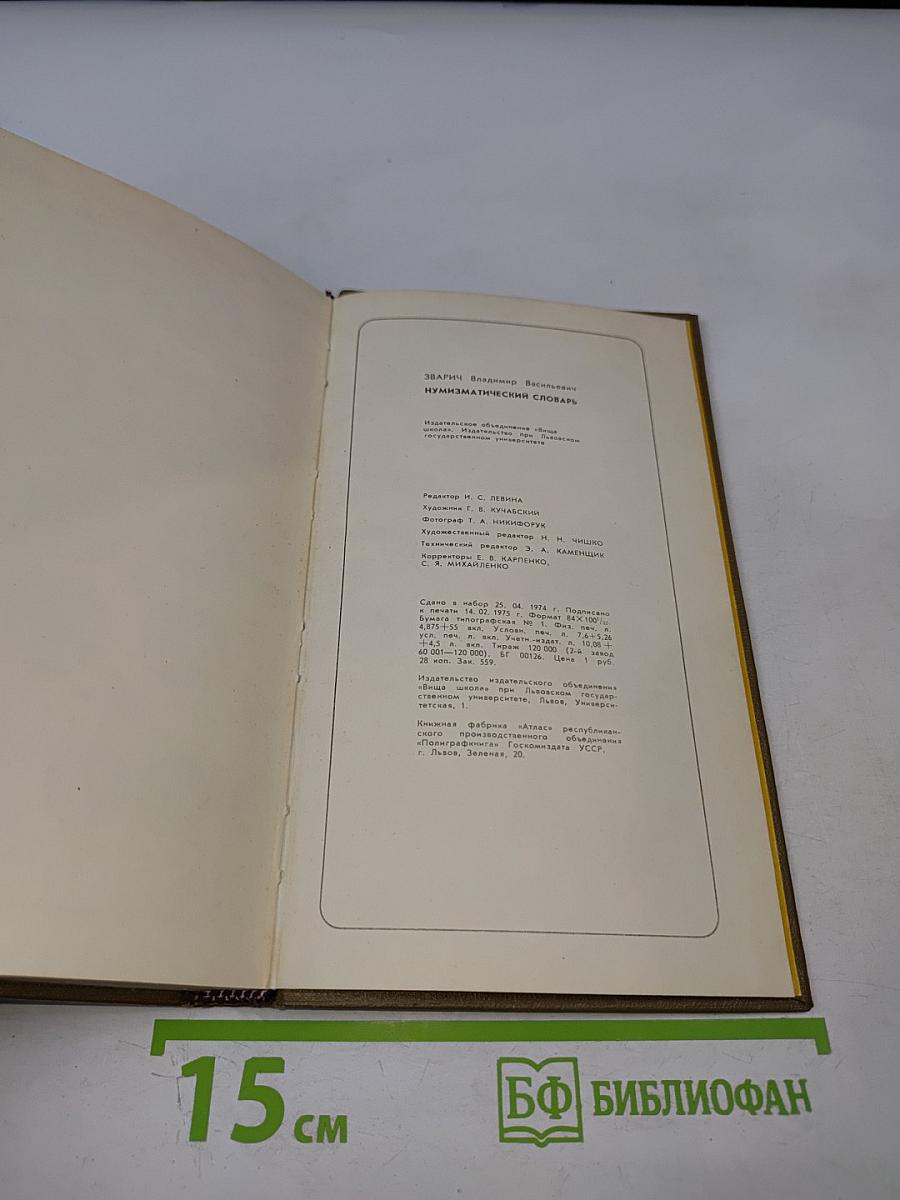 ЗВАРИЧ Владимир Васильевич
НУМИЗМАТИЧЕСКИЙ СЛОВАРЬ
Издательское объединение «Вища
школа». Издательство при Львовском
государственном университете
Редактор И. С. ЛЕВИНА
Художник Г. В. КУЧАБСКИЙ
Фотограф Т. А. НИКИФОРУК
Художественный редактор Н. Н. ЧИШКО
Технический редактор Э. А. КАМЕНЩИК
Корректоры Е. В. КАРПЕНКО,
С. Я. МИХАЙЛЕНКО
Сдано в набор 25. 04. 1974 г. Подписано
к печати 14. 02. 1975 г. Формат 84×100¹/₃₂.
Бумага типографская № 1. Физ. печ. л.
4,875+55 вкл. Условн. печ. л. 7,6+5,26
усл. печ. л. вкл. Учетн.-издат. л. 10,08+
+4,5 л. вкл. Тираж 120 000 (2-й завод
60 001—120 000). БГ 00126. Цена 1 руб.
28 коп. Зак. 559.
Издательство издательского объединения
«Вища школа» при Львовском государ-
ственном университете, Львов, Универси-
тетская, 1.
Книжная фабрика «Атлас» республикан-
ского производственного объединения
«Полиграфкнига» Госкомиздата УССР,
г. Львов, Зеленая, 20.
15 см
БФ БИБЛИОФАН